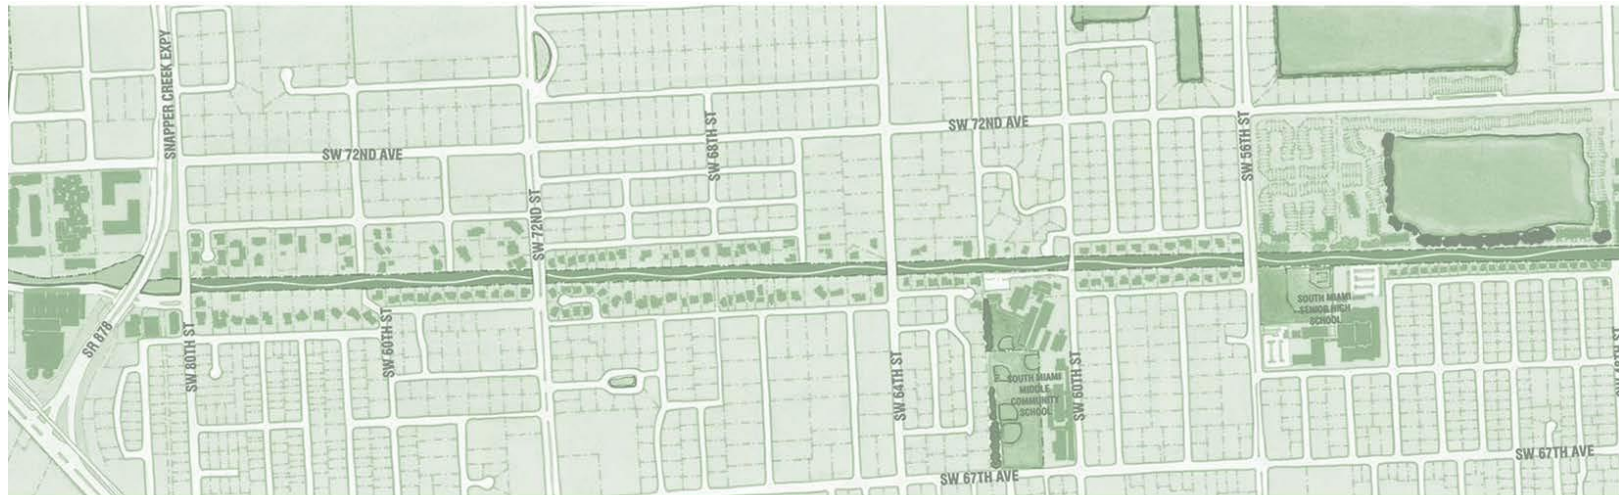 SNAPPER CREEK EXPY
SW 72ND AVE
SW 68TH ST
SW 72ND AVE
SW 56TH ST
SW 72ND ST
SR 878
SW 80TH ST
SW 60TH ST
SW 64TH ST
SOUTH MIAMI
MIDDLE
COMMUNITY
SCHOOL
SW 60TH ST
SOUTH MIAMI
SENIOR HIGH
SCHOOL
SW 67TH AVE
SW 67TH AVE